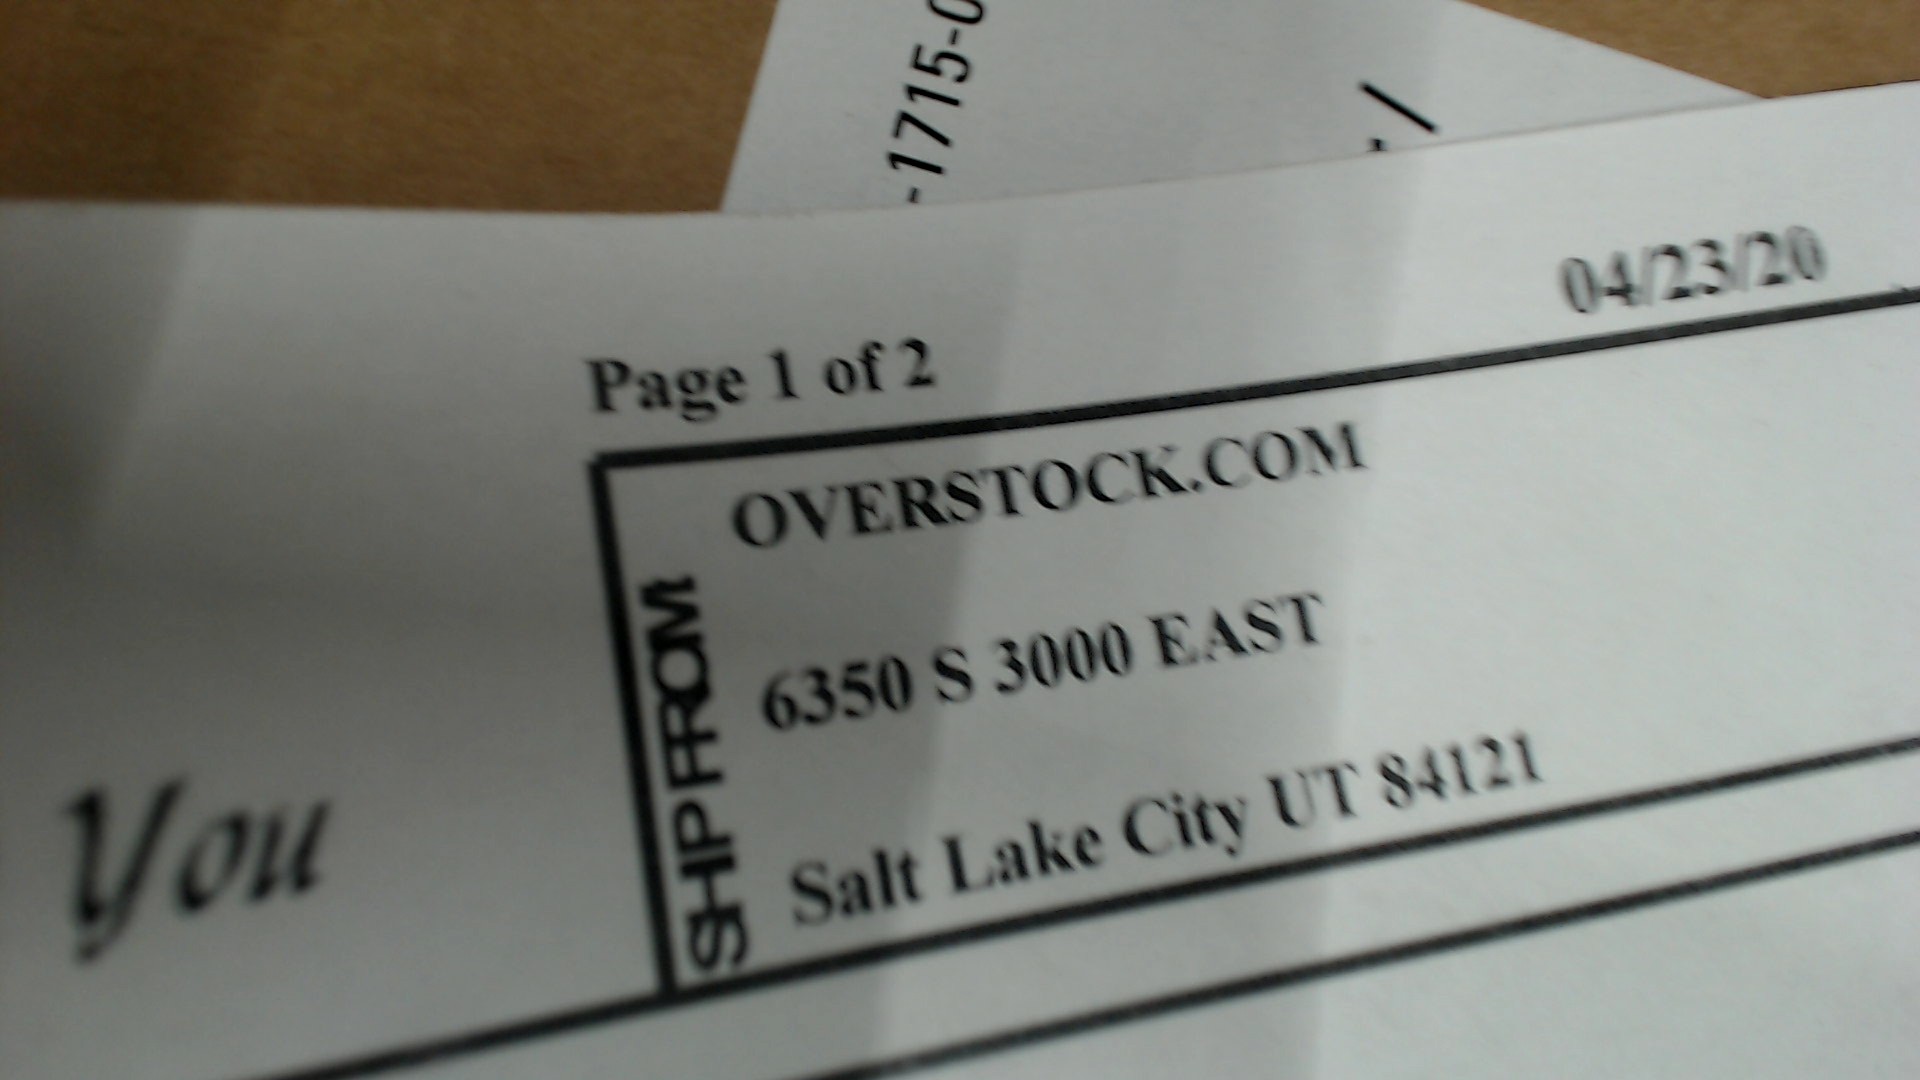 -1715-0
04/23/20
Page 1 of 2
OVERSTOCK.COM
6350 S 3000 EAST
Salt Lake City UT 84121
SHIP FROM
You